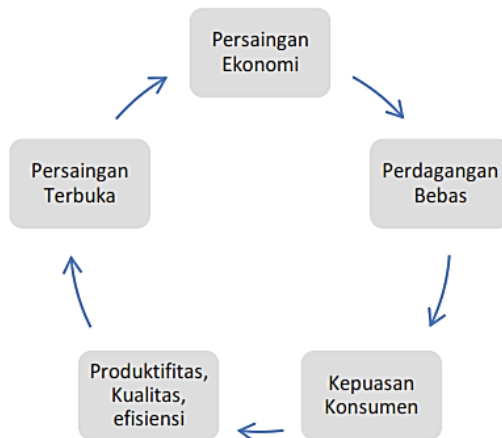 Persaingan
Ekonomi
Perdagangan
Bebas
Kepuasan
Konsumen
Produktifitas,
Kualitas,
efisiensi
Persaingan
Terbuka